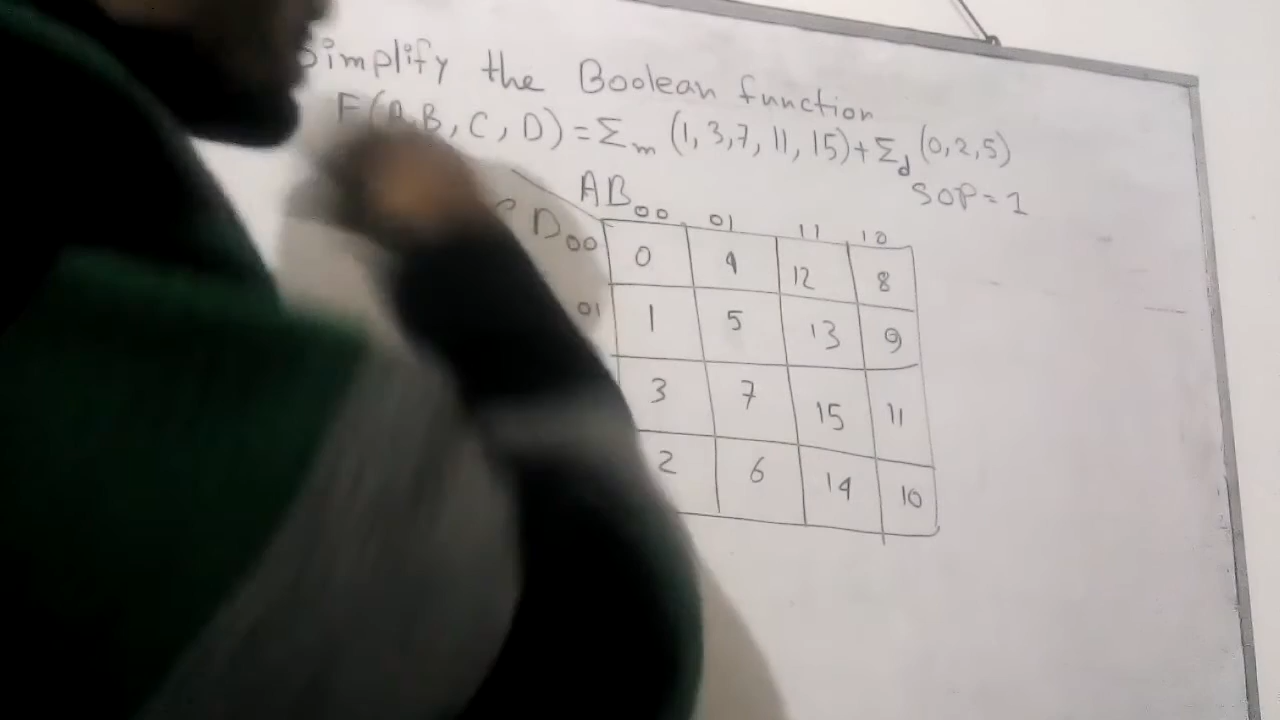 Simplify the Boolean function
F(A,B,C,D)=Σm (1,3,7,11,15)+Σd (0,2,5)
SOP=1
AB 00 01 11 10
D 00 0 4 12 8
01 1 5 13 9
3 7 15 11
2 6 14 10